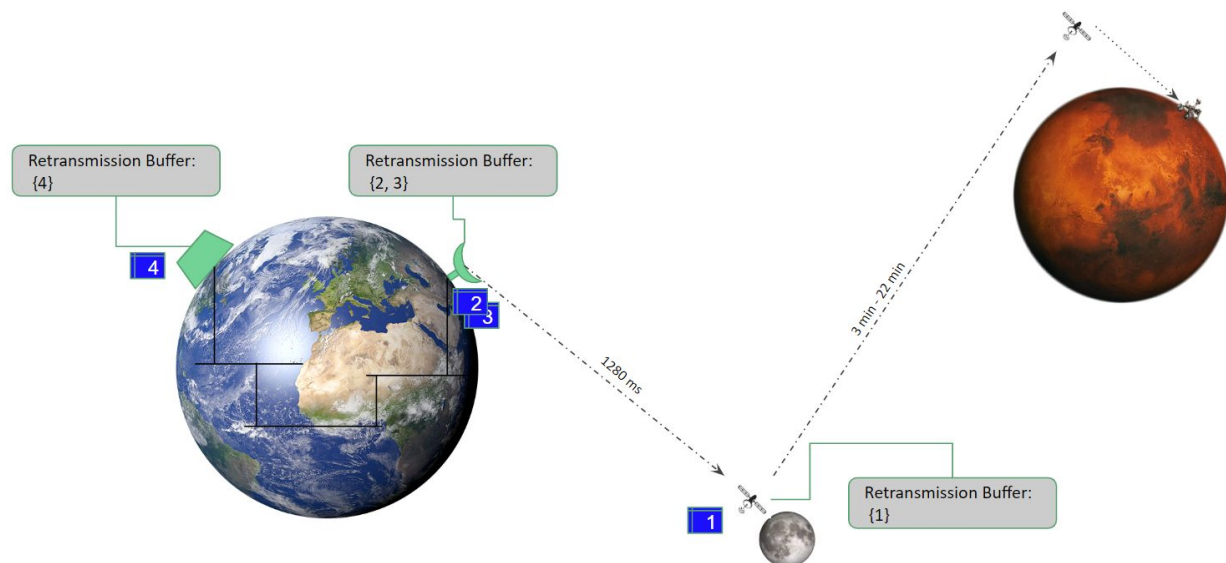 Retransmission Buffer:
{4}
Retransmission Buffer:
{2, 3}
4
2
3
1280 ms
3 min - 22 min
1
Retransmission Buffer:
{1}